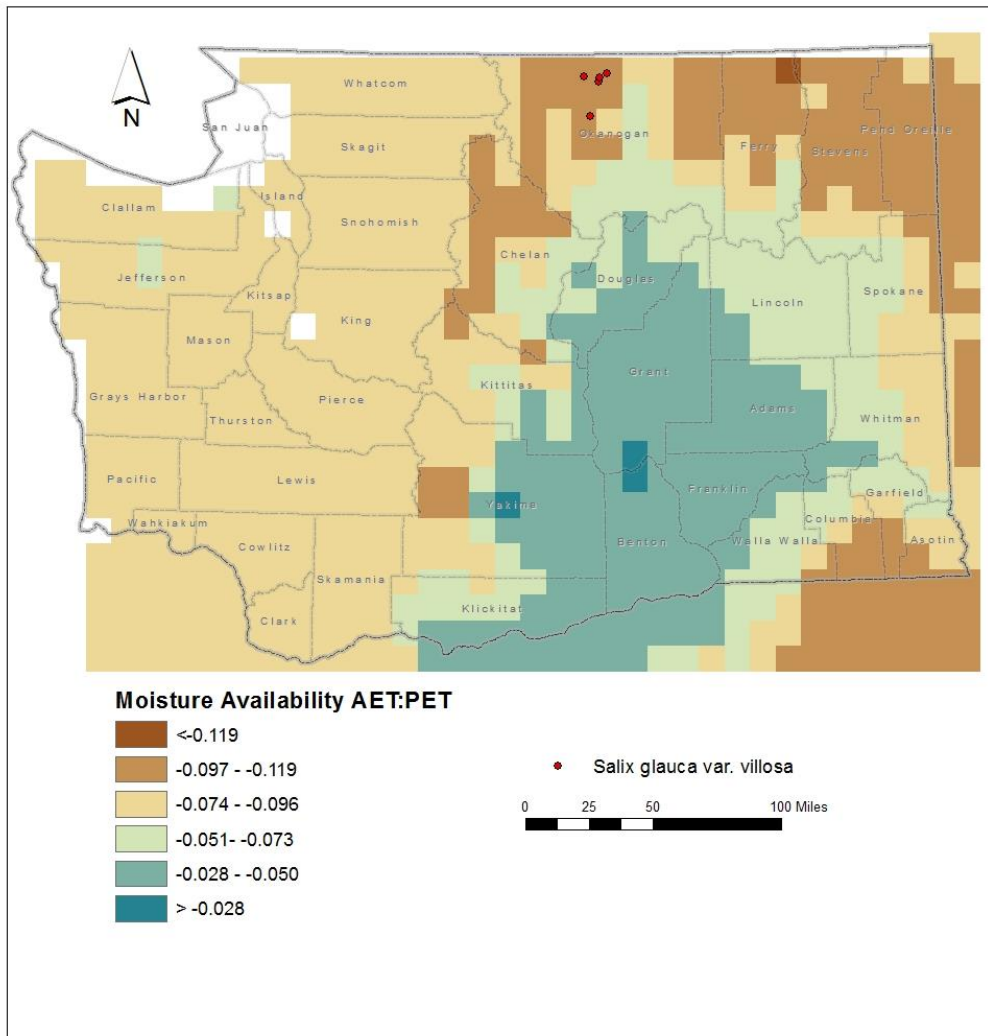 N
Whatcom
San Juan
Skagit
Okanogan
Ferry
Stevens
Pend Oreille
Island
Clallam
Snohomish
Chelan
Jefferson
Douglas
Kitsap
King
Lincoln
Spokane
Mason
Grant
Kittitas
Grays Harbor
Pierce
Adams
Thurston
Whitman
Pacific
Lewis
Franklin
Garfield
Yakima
Wahkiakum
Columbia
Cowlitz
Benton
Walla Walla
Asotin
Skamania
Klickitat
Clark
Moisture Availability AET:PET
<-0.119
-0.097 - -0.119
-0.074 - -0.096
-0.051- -0.073
-0.028 - -0.050
> -0.028
Salix glauca var. villosa
0 25 50 100 Miles